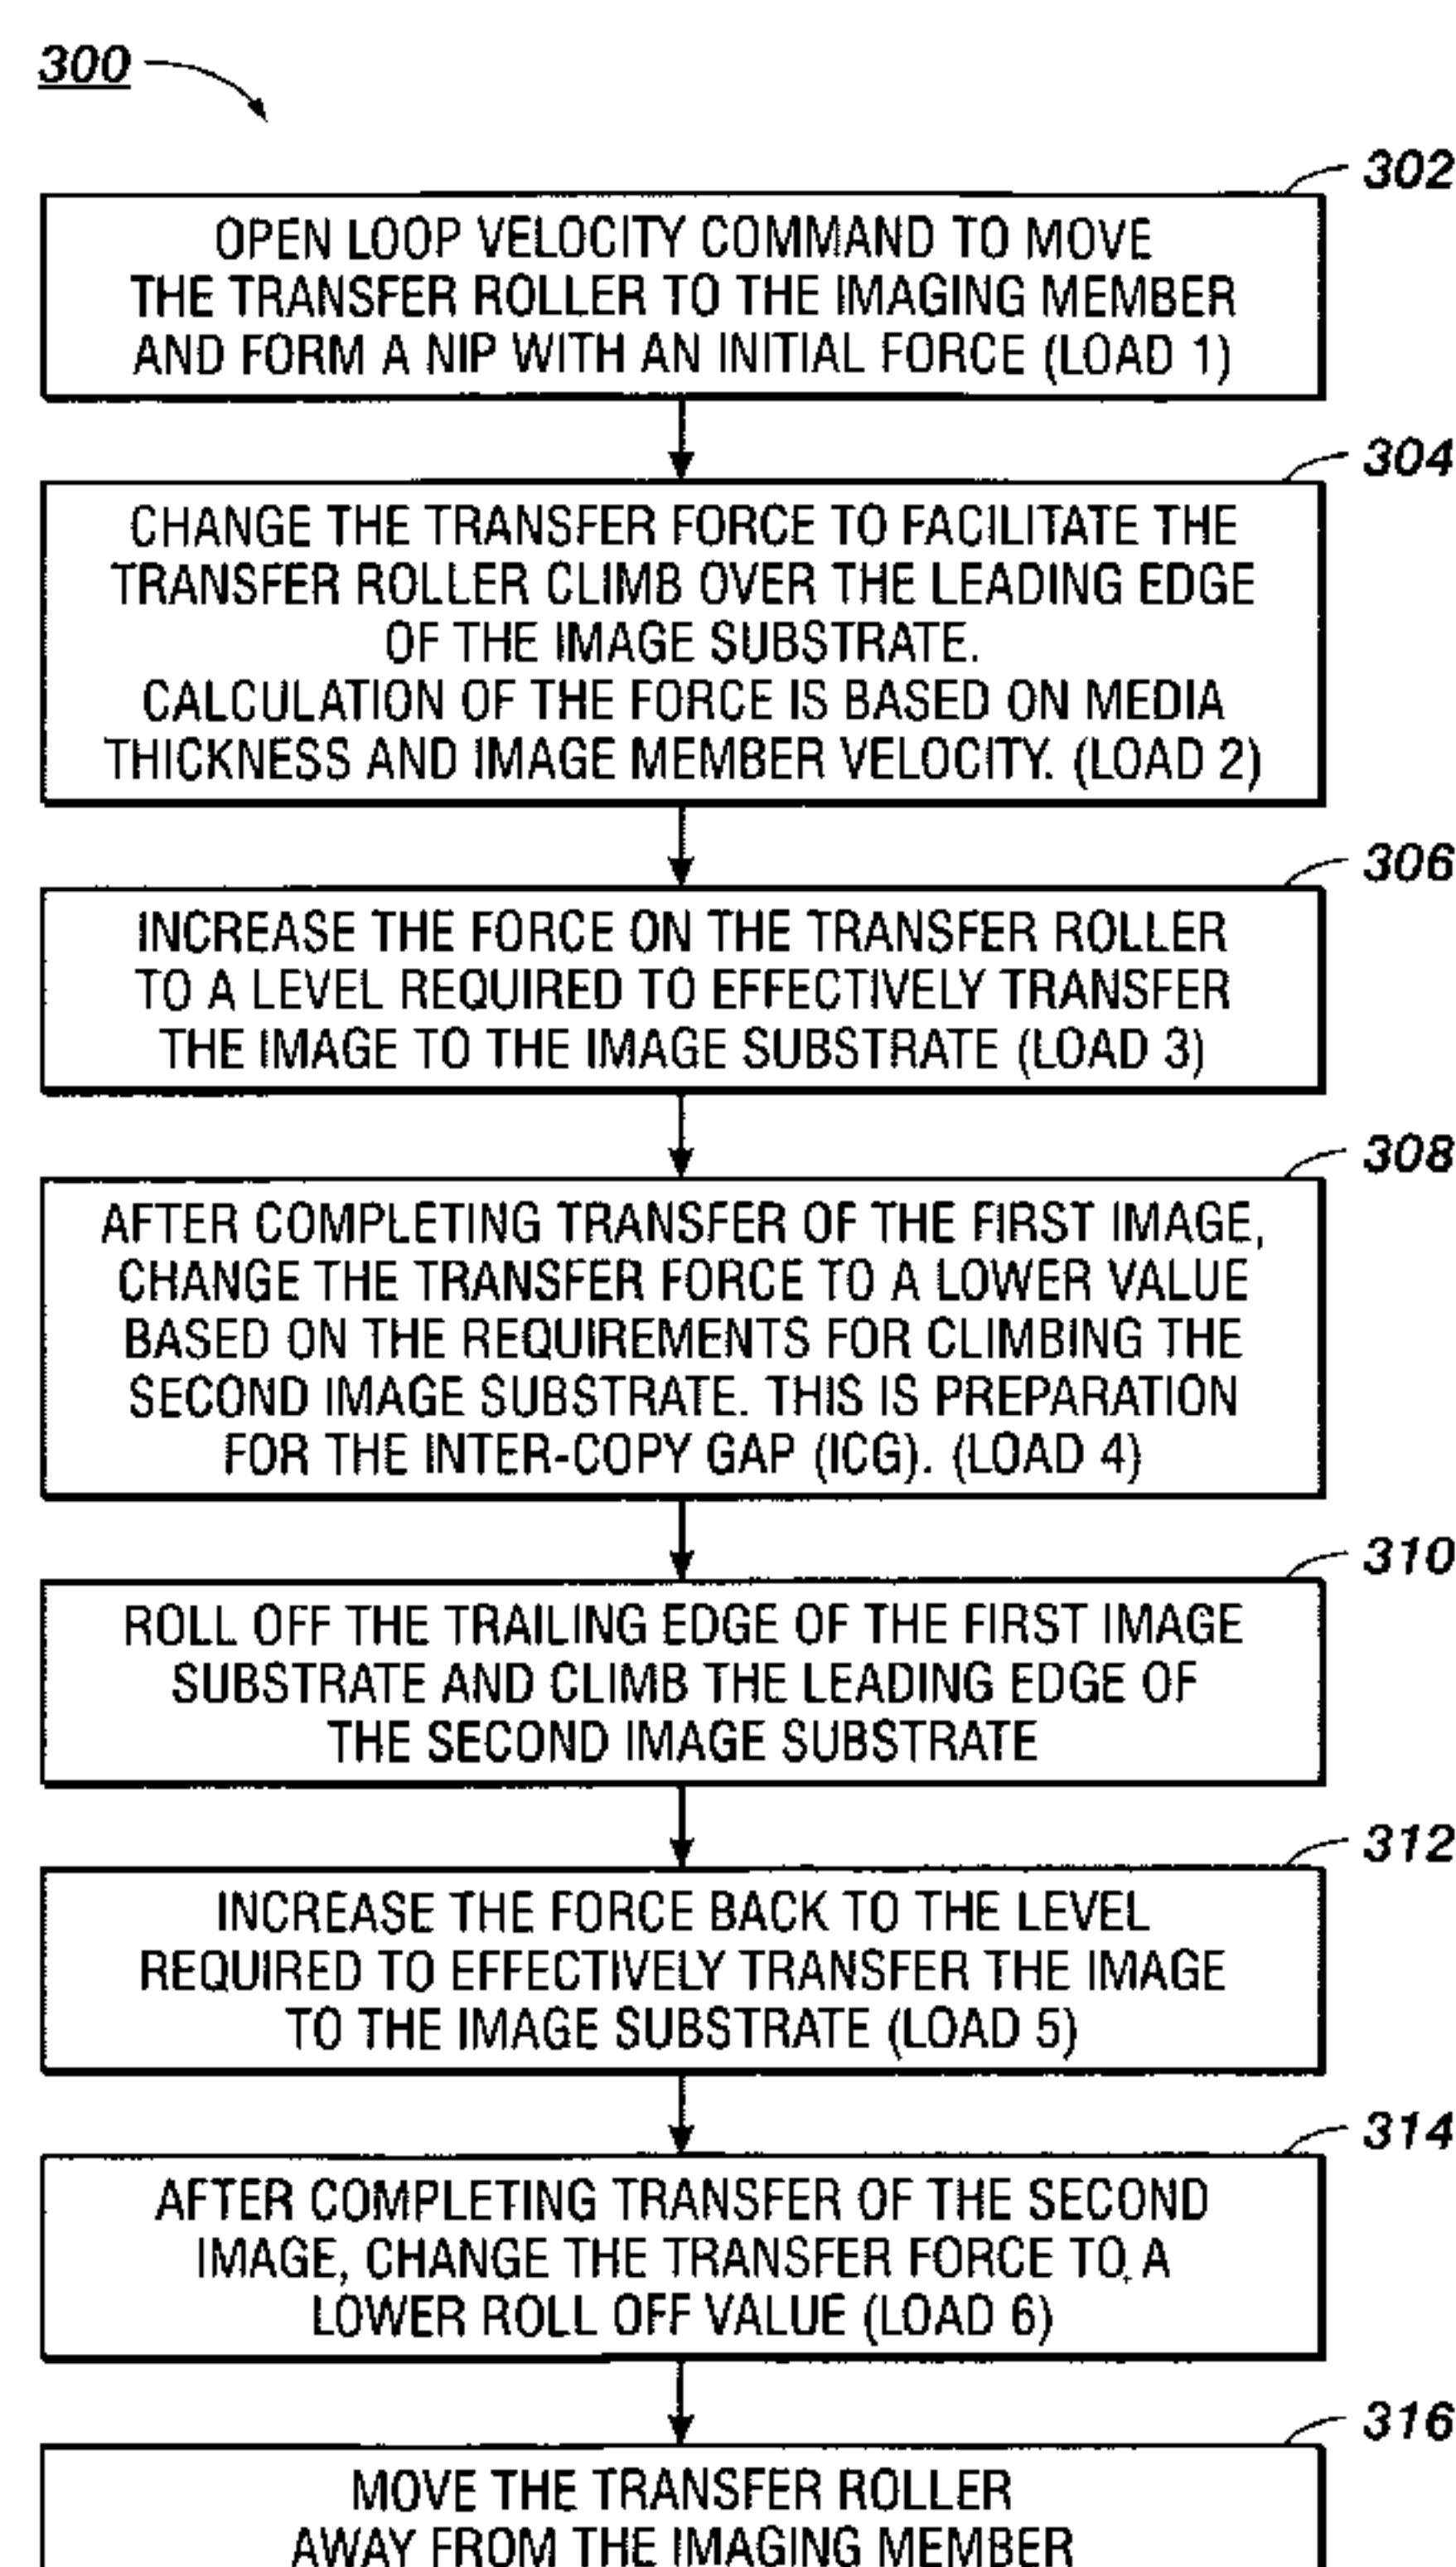 300
302
OPEN LOOP VELOCITY COMMAND TO MOVE
THE TRANSFER ROLLER TO THE IMAGING MEMBER
AND FORM A NIP WITH AN INITIAL FORCE (LOAD 1)
304
CHANGE THE TRANSFER FORCE TO FACILITATE THE
TRANSFER ROLLER CLIMB OVER THE LEADING EDGE
OF THE IMAGE SUBSTRATE.
CALCULATION OF THE FORCE IS BASED ON MEDIA
THICKNESS AND IMAGE MEMBER VELOCITY. (LOAD 2)
306
INCREASE THE FORCE ON THE TRANSFER ROLLER
TO A LEVEL REQUIRED TO EFFECTIVELY TRANSFER
THE IMAGE TO THE IMAGE SUBSTRATE (LOAD 3)
308
AFTER COMPLETING TRANSFER OF THE FIRST IMAGE,
CHANGE THE TRANSFER FORCE TO A LOWER VALUE
BASED ON THE REQUIREMENTS FOR CLIMBING THE
SECOND IMAGE SUBSTRATE. THIS IS PREPARATION
FOR THE INTER-COPY GAP (ICG). (LOAD 4)
310
ROLL OFF THE TRAILING EDGE OF THE FIRST IMAGE
SUBSTRATE AND CLIMB THE LEADING EDGE OF
THE SECOND IMAGE SUBSTRATE
312
INCREASE THE FORCE BACK TO THE LEVEL
REQUIRED TO EFFECTIVELY TRANSFER THE IMAGE
TO THE IMAGE SUBSTRATE (LOAD 5)
314
AFTER COMPLETING TRANSFER OF THE SECOND
IMAGE, CHANGE THE TRANSFER FORCE TO A
LOWER ROLL OFF VALUE (LOAD 6)
316
MOVE THE TRANSFER ROLLER
AWAY FROM THE IMAGING MEMBER